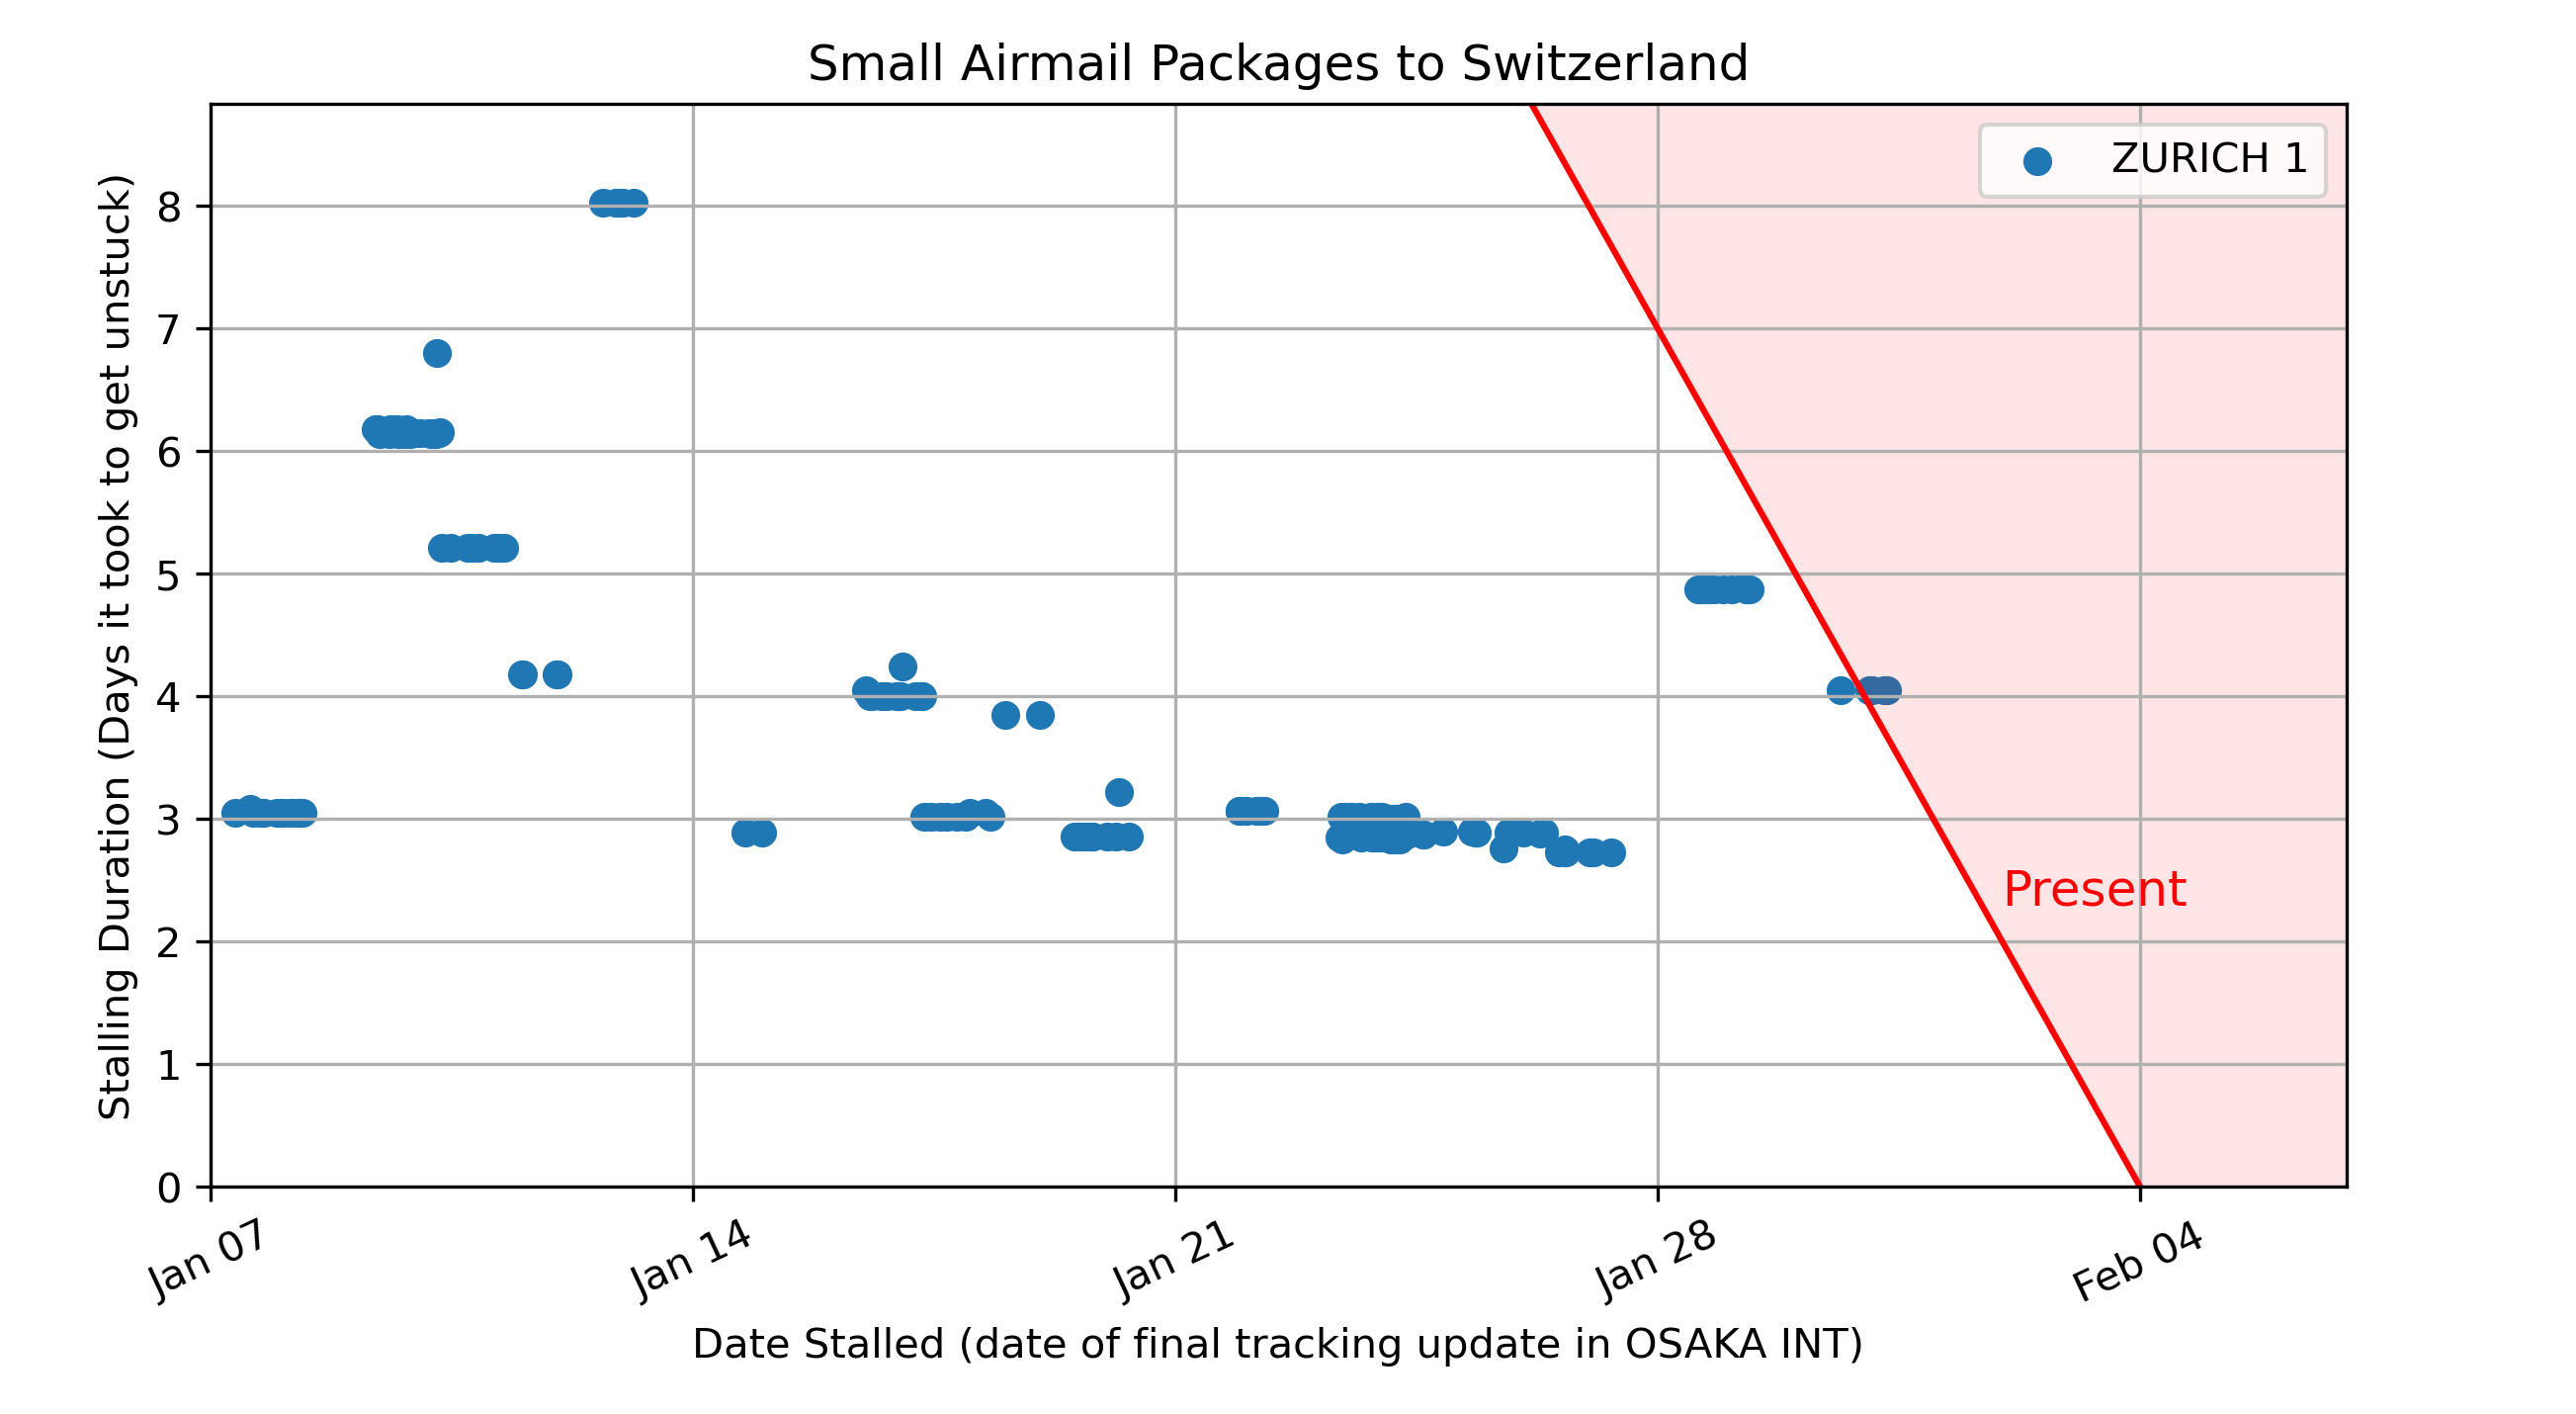 Small Airmail Packages to Switzerland
ZURICH 1
Stalling Duration (Days it took to get unstuck)
8
7
6
5
4
3
2
1
0
Present
Jan 07
Jan 14
Jan 21
Jan 28
Feb 04
Date Stalled (date of final tracking update in OSAKA INT)